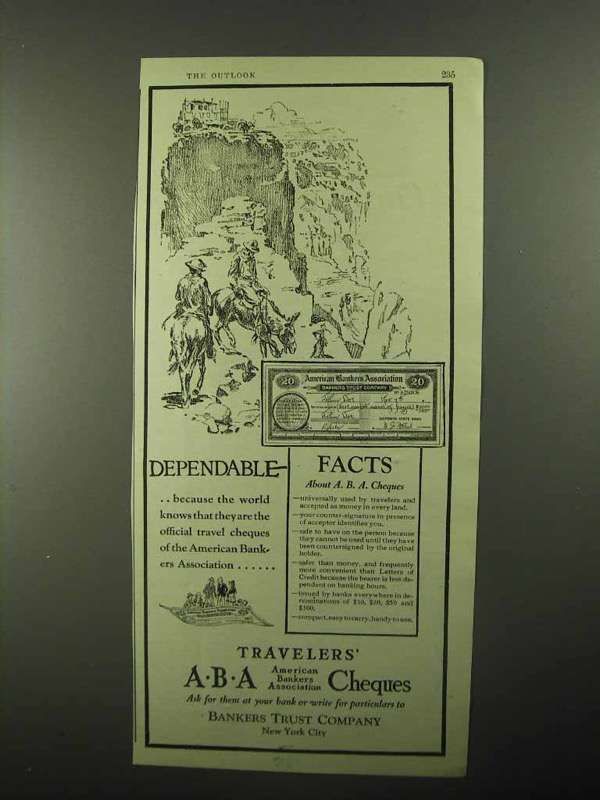 THE OUTLOOK 235
20 American Bankers Association 20
BANKERS TRUST COMPANY
DEPENDABLE—
. . because the world
knows that they are the
official travel cheques
of the American Bank-
ers Association . . . . . .
FACTS
About A. B. A. Cheques
—universally used by travelers and
accepted as money in every land.
—your counter-signature in presence
of acceptor identifies you.
—safe to have on the person because
they cannot be used until they have
been countersigned by the original
holder.
—safer than money, and frequently
more convenient than Letters of
Credit because the bearer is less de-
pendent on banking hours.
—issued by banks everywhere in de-
nominations of $10, $20, $50 and
$100.
—compact, easy to carry, handy to use.
TRAVELERS'
A·B·A American Bankers Association Cheques
Ask for them at your bank or write for particulars to
BANKERS TRUST COMPANY
New York City